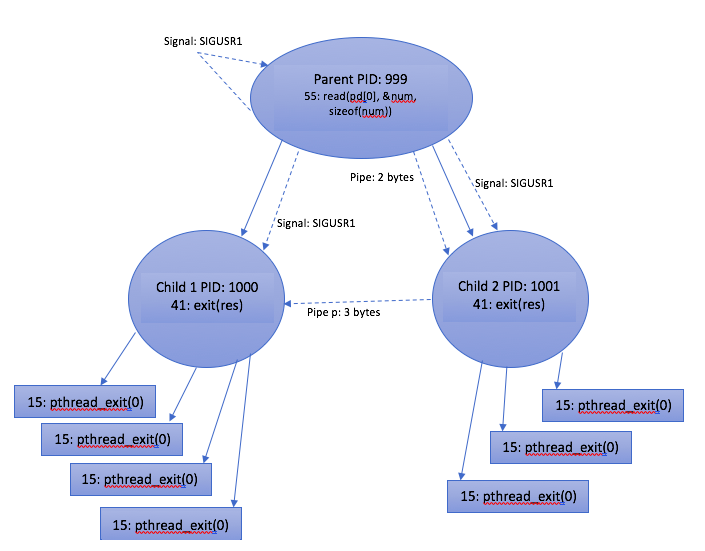 Signal: SIGUSR1
Parent PID: 999
55: read(pd[0], &num,
sizeof(num))
Pipe: 2 bytes
Signal: SIGUSR1
Signal: SIGUSR1
Child 1 PID: 1000
41: exit(res)
Child 2 PID: 1001
41: exit(res)
Pipe p: 3 bytes
15: pthread_exit(0)
15: pthread_exit(0)
15: pthread_exit(0)
15: pthread_exit(0)
15: pthread_exit(0)
15: pthread_exit(0)
15: pthread_exit(0)